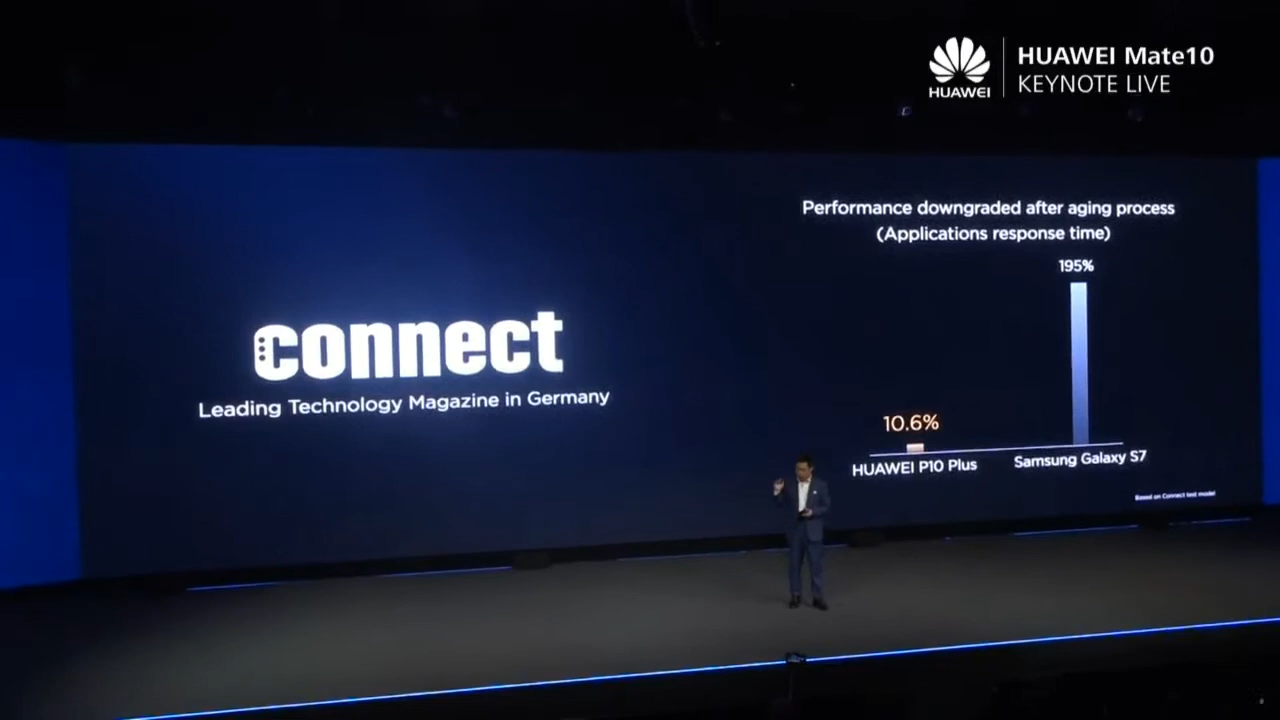 HUAWEI
HUAWEI Mate10
KEYNOTE LIVE
connect
Leading Technology Magazine in Germany
Performance downgraded after aging process
(Applications response time)
195%
10.6%
HUAWEI P10 Plus
Samsung Galaxy S7
Based on Connect test model